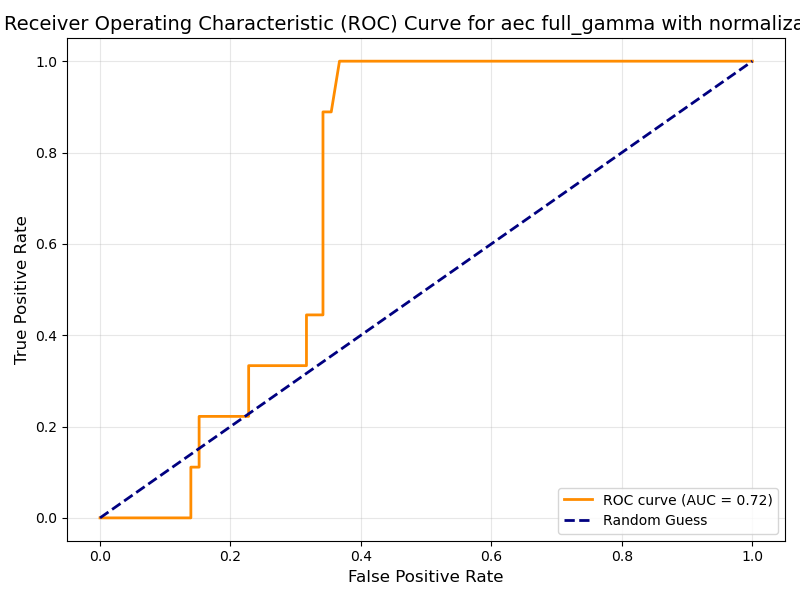 Receiver Operating Characteristic (ROC) Curve for aec full_gamma with normaliza
1.0
0.8
0.6
0.4
0.2
0.0
True Positive Rate
ROC curve (AUC = 0.72)
Random Guess
0.0 0.2 0.4 0.6 0.8 1.0
False Positive Rate